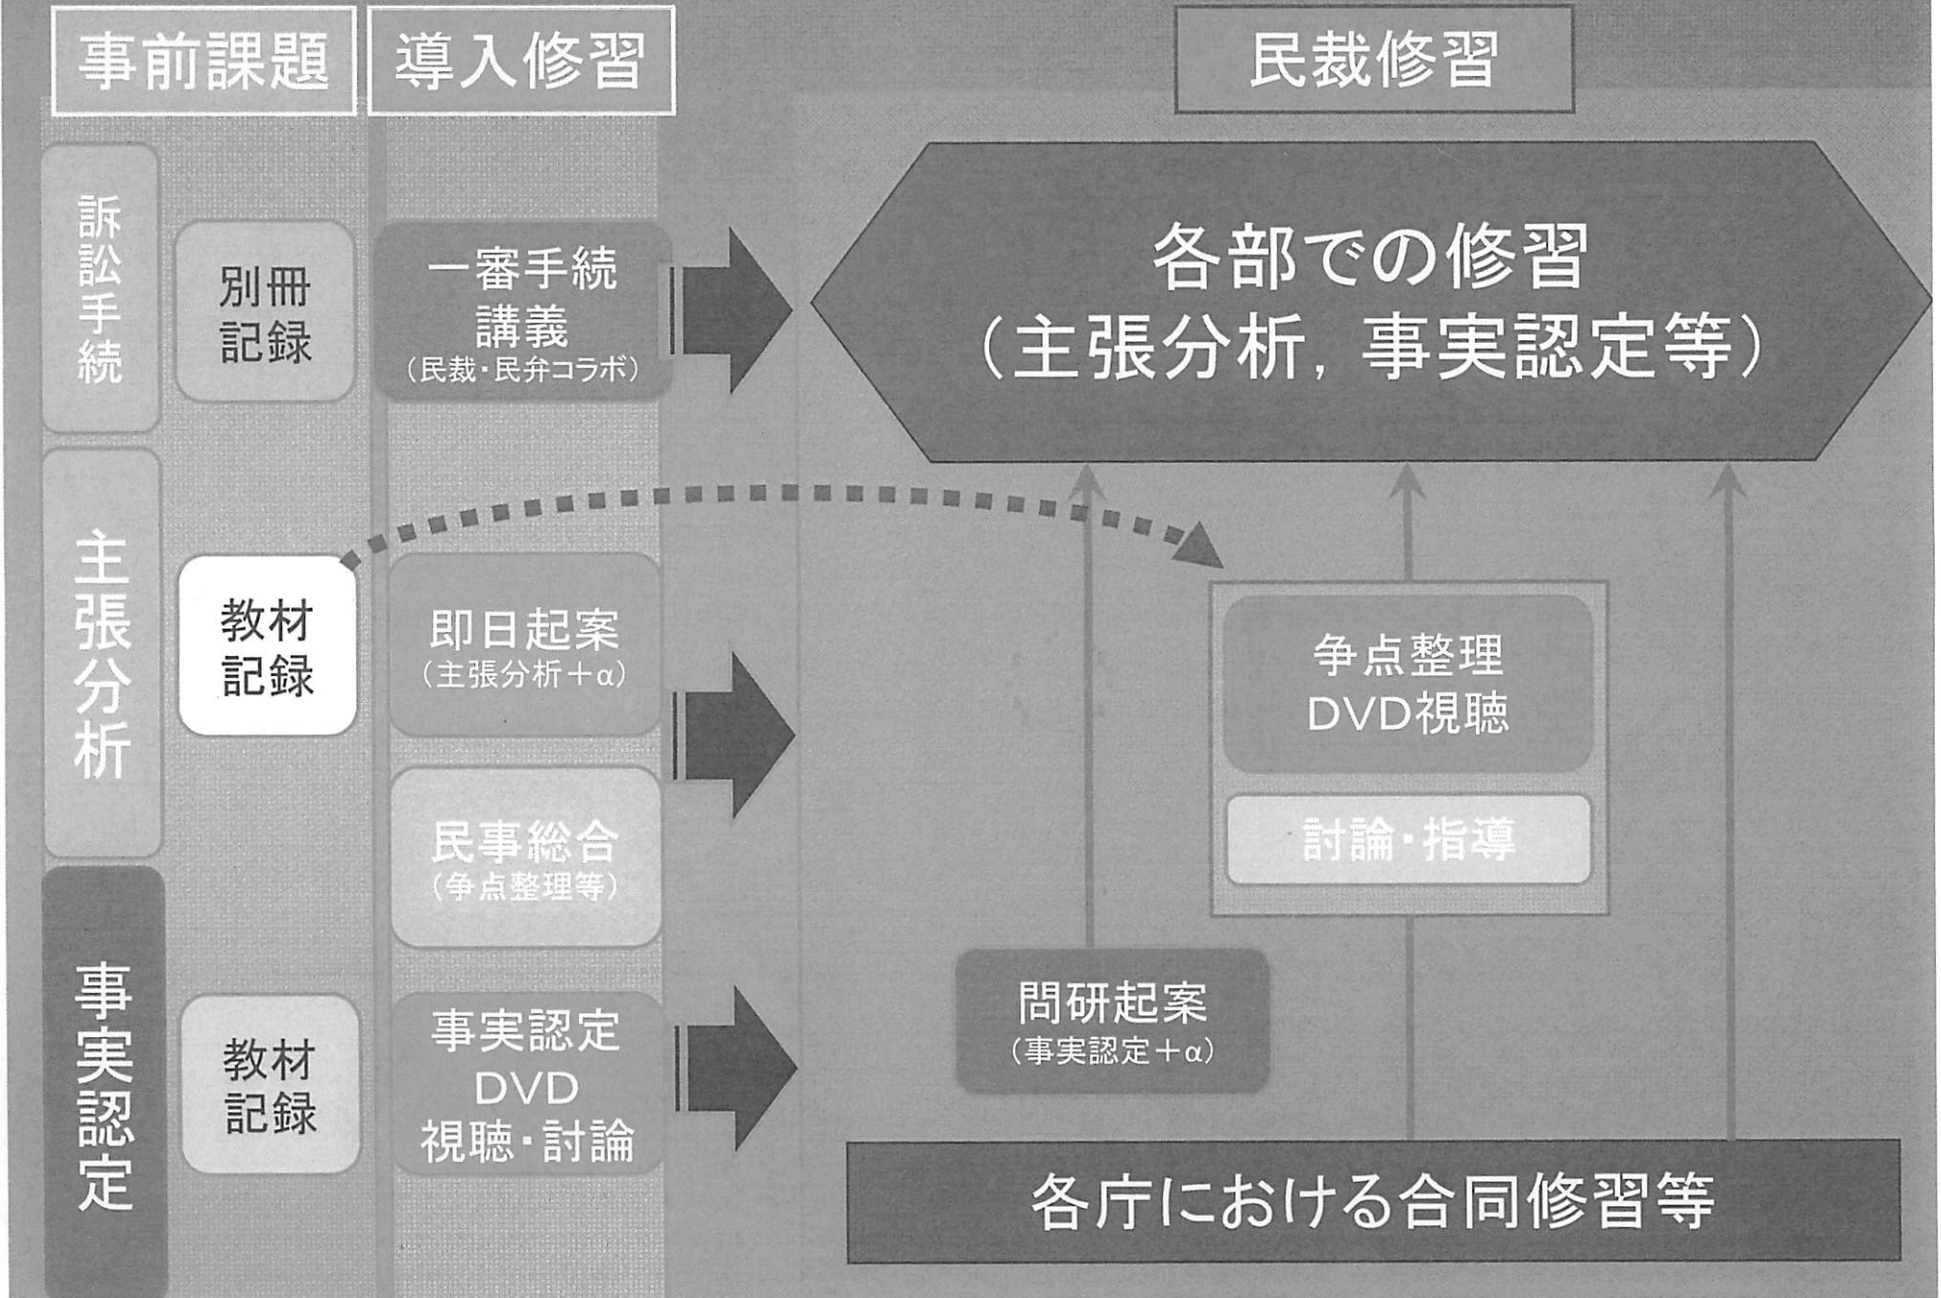 事前課題
導入修習
民裁修習
訴訟手続
別冊
記録
一審手続
講義
（民裁・民弁コラボ）
各部での修習
（主張分析，事実認定等）
主張分析
教材
記録
即日起案
（主張分析＋α）
民事総合
（争点整理等）
争点整理
DVD視聴
討論・指導
事実認定
教材
記録
事実認定
DVD
視聴・討論
問研起案
（事実認定＋α）
各庁における合同修習等